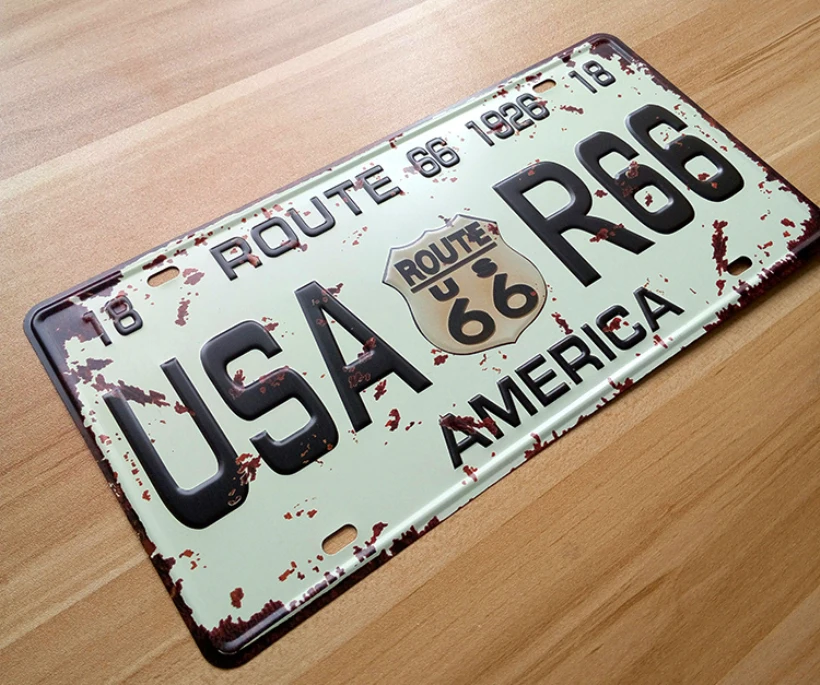 18 ROUTE 66 1926 18
USA ROUTE US 66 R66
AMERICA